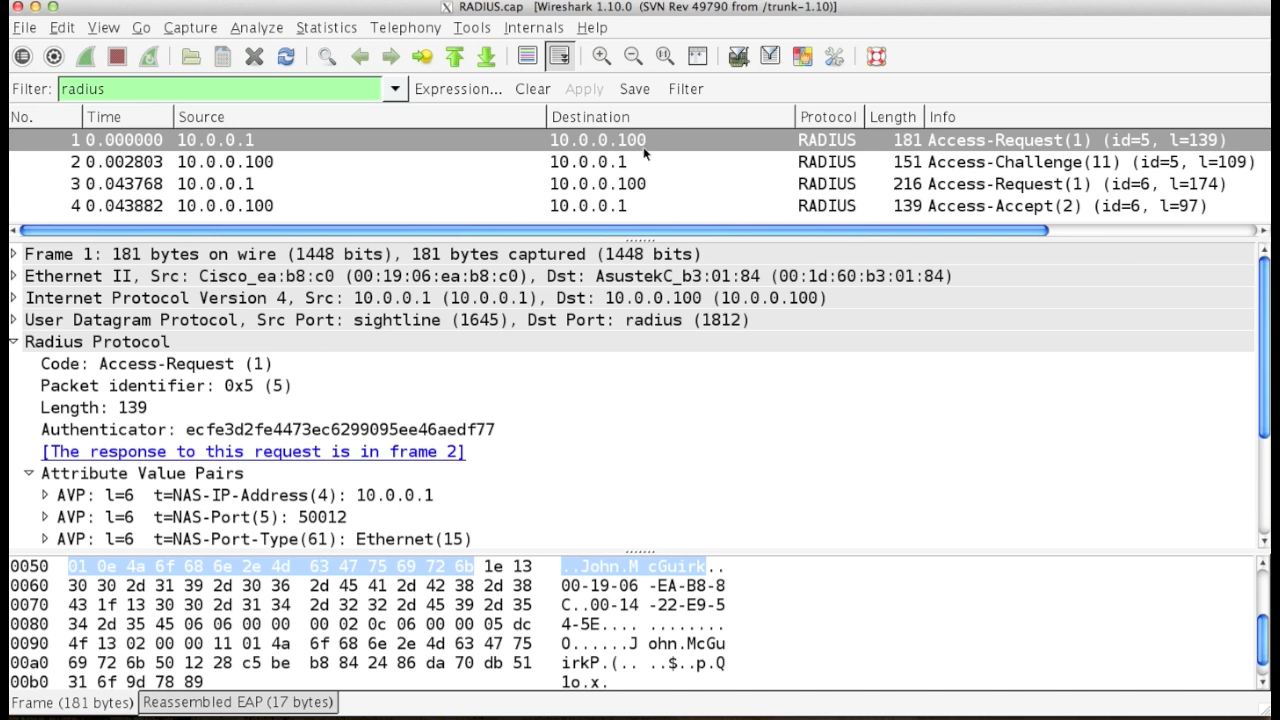 RADIUS.cap [Wireshark 1.10.0 (SVN Rev 49790 from /trunk-1.10)]
File Edit View Go Capture Analyze Statistics Telephony Tools Internals Help
Filter: radius Expression... Clear Apply Save Filter
No. Time Source Destination Protocol Length Info
1 0.000000 10.0.0.1 10.0.0.100 RADIUS 181 Access-Request(1) (id=5, l=139)
2 0.002803 10.0.0.100 10.0.0.1 RADIUS 151 Access-Challenge(11) (id=5, l=109)
3 0.043768 10.0.0.1 10.0.0.100 RADIUS 216 Access-Request(1) (id=6, l=174)
4 0.043882 10.0.0.100 10.0.0.1 RADIUS 139 Access-Accept(2) (id=6, l=97)
Frame 1: 181 bytes on wire (1448 bits), 181 bytes captured (1448 bits)
Ethernet II, Src: Cisco_ea:b8:c0 (00:19:06:ea:b8:c0), Dst: AsustekC_b3:01:84 (00:1d:60:b3:01:84)
Internet Protocol Version 4, Src: 10.0.0.1 (10.0.0.1), Dst: 10.0.0.100 (10.0.0.100)
User Datagram Protocol, Src Port: sightline (1645), Dst Port: radius (1812)
Radius Protocol
Code: Access-Request (1)
Packet identifier: 0x5 (5)
Length: 139
Authenticator: ecfe3d2fe4473ec6299095ee46aedf77
[The response to this request is in frame 2]
Attribute Value Pairs
AVP: l=6 t=NAS-IP-Address(4): 10.0.0.1
AVP: l=6 t=NAS-Port(5): 50012
AVP: l=6 t=NAS-Port-Type(61): Ethernet(15)
0050 01 0e 4a 6f 68 6e 2e 4d 63 47 75 69 72 6b 1e 13 ..John.M cGuirk..
0060 30 30 2d 31 39 2d 30 36 2d 45 41 2d 42 38 2d 38 00-19-06 -EA-B8-8
0070 43 1f 13 30 30 2d 31 34 2d 32 32 2d 45 39 2d 35 C..00-14 -22-E9-5
0080 34 2d 35 45 06 06 00 00 00 02 0c 06 00 00 05 dc 4-5E.... ........
0090 4f 13 02 00 00 11 01 4a 6f 68 6e 2e 4d 63 47 75 O......J ohn.McGu
00a0 69 72 6b 50 12 28 c5 be b8 84 24 86 da 70 db 51 irkP.(.. ..$..p.Q
00b0 31 6f 9d 78 89 1o.x.
Frame (181 bytes) Reassembled EAP (17 bytes)